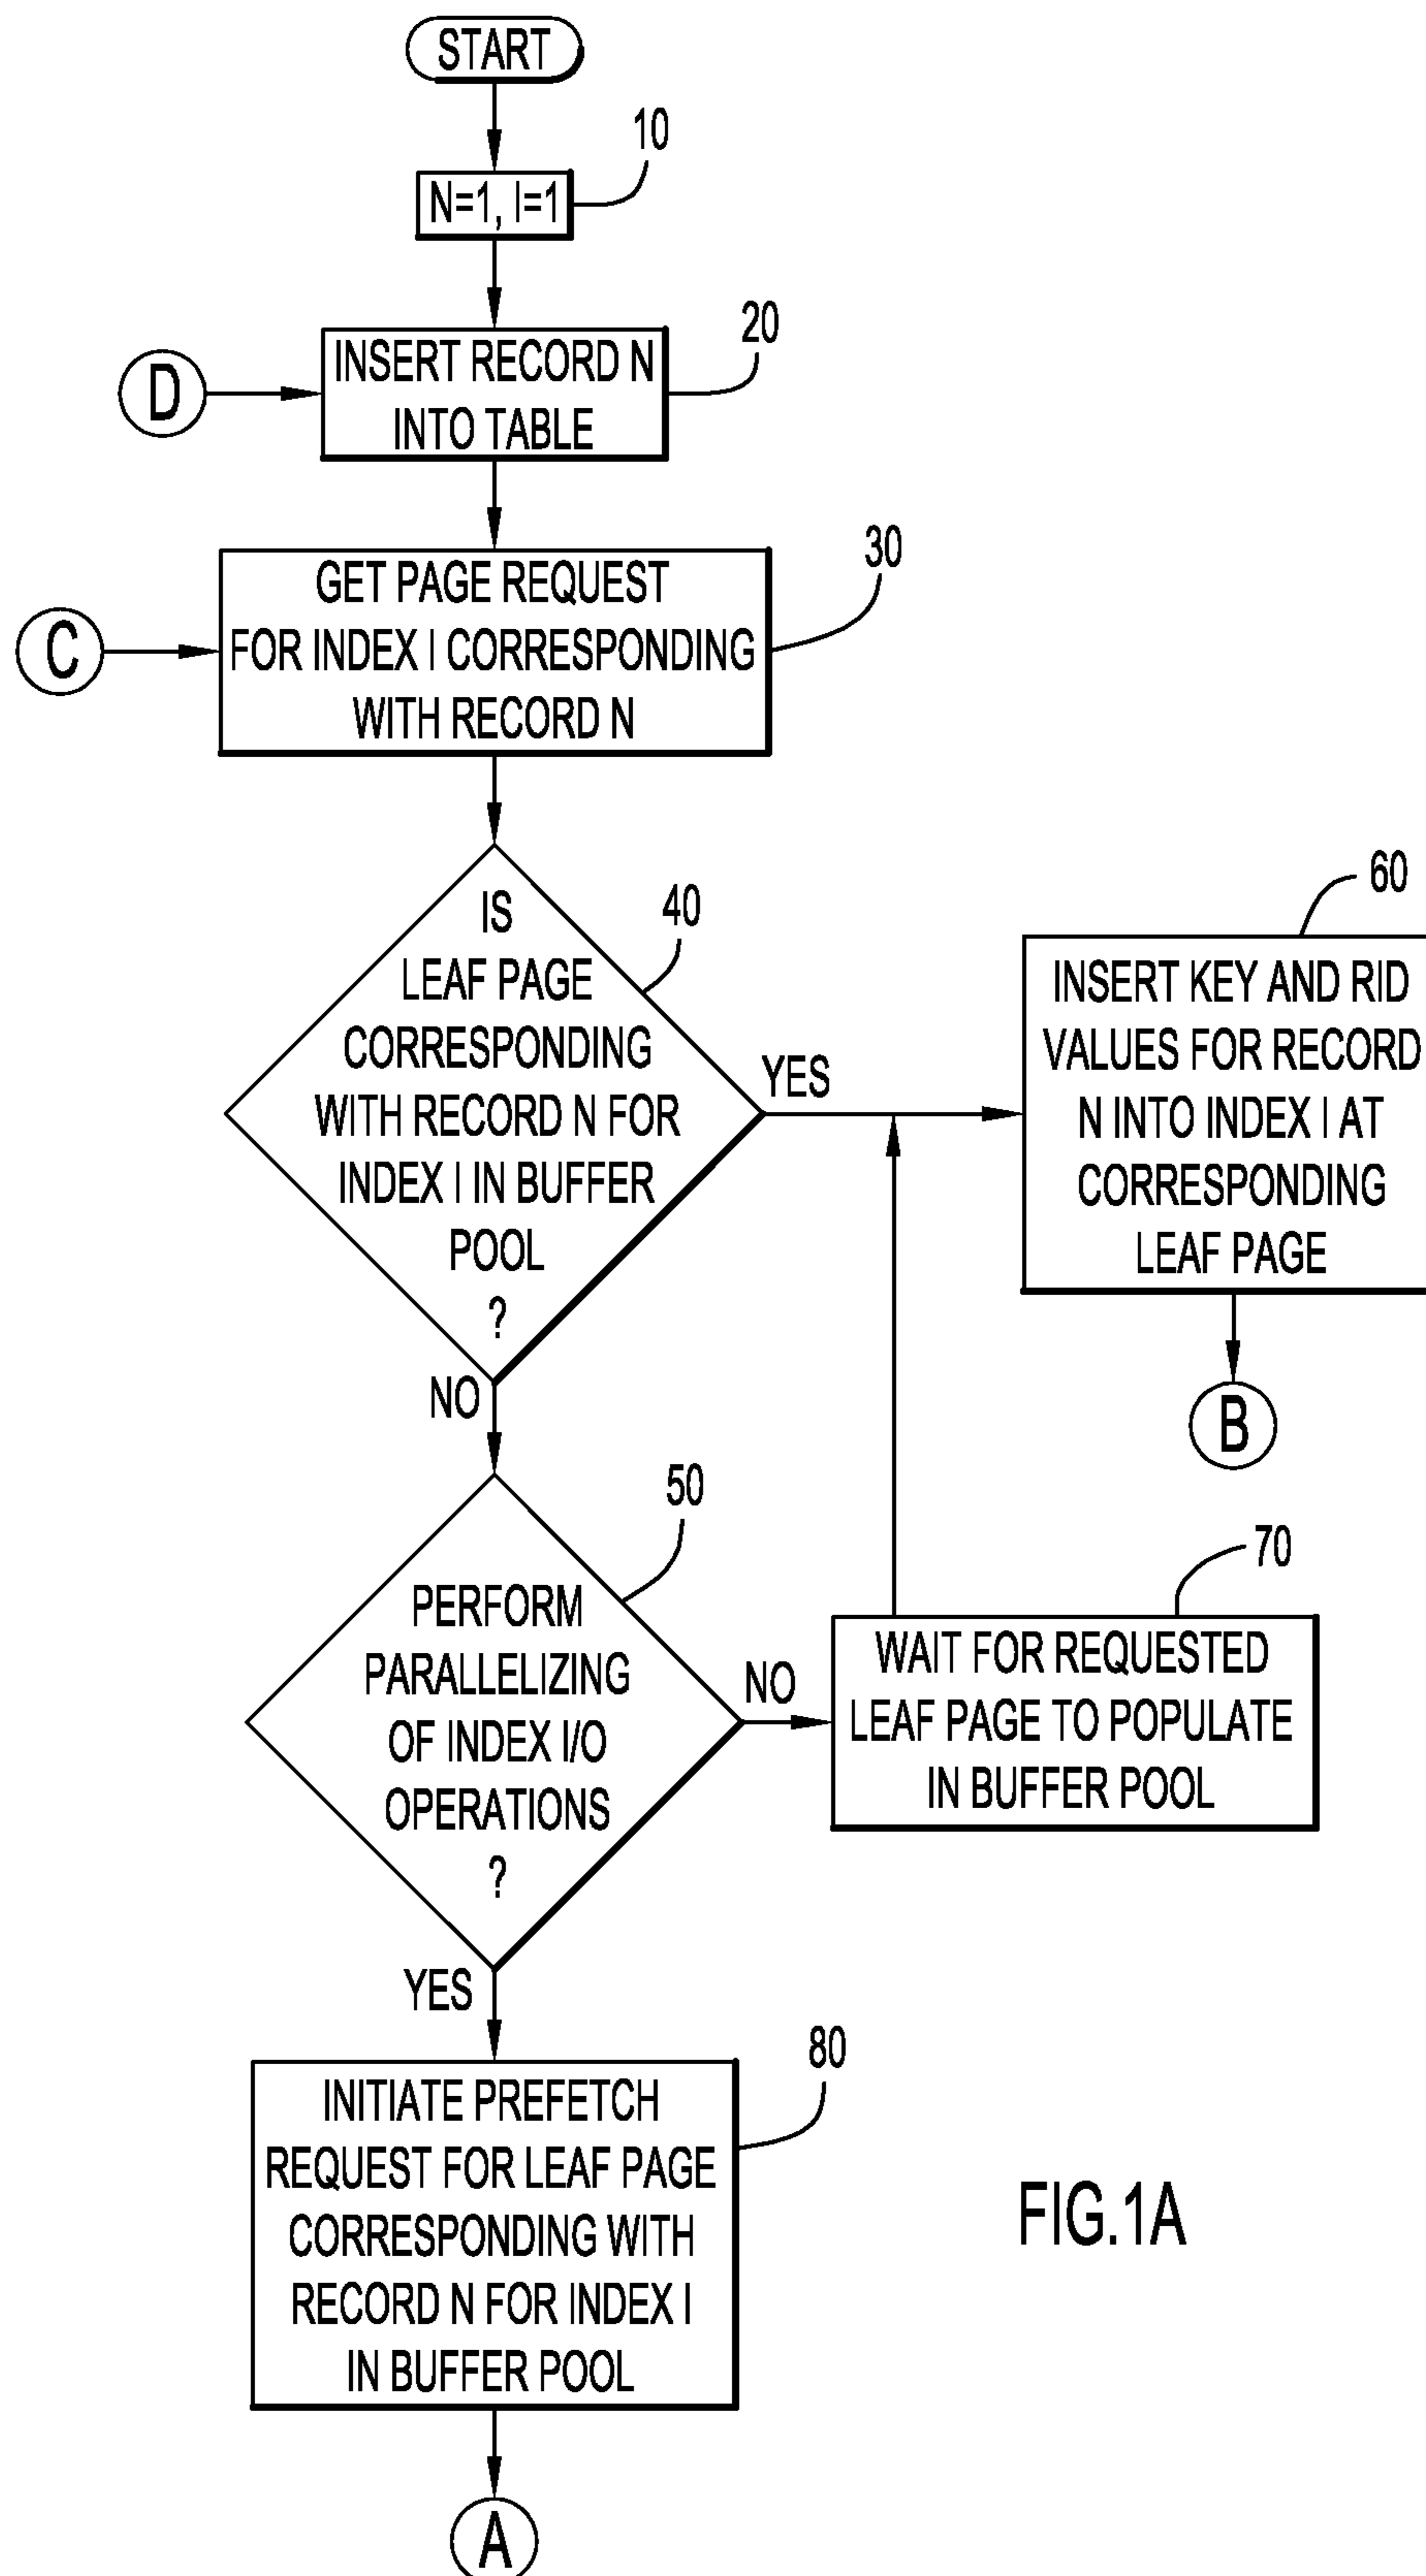 START
10
N=1, I=1
20
D
INSERT RECORD N
INTO TABLE
30
C
GET PAGE REQUEST
FOR INDEX I CORRESPONDING
WITH RECORD N
40
IS
LEAF PAGE
CORRESPONDING
WITH RECORD N FOR
INDEX I IN BUFFER
POOL
?
YES
NO
60
INSERT KEY AND RID
VALUES FOR RECORD
N INTO INDEX I AT
CORRESPONDING
LEAF PAGE
B
50
PERFORM
PARALLELIZING
OF INDEX I/O
OPERATIONS
?
NO
YES
70
WAIT FOR REQUESTED
LEAF PAGE TO POPULATE
IN BUFFER POOL
80
INITIATE PREFETCH
REQUEST FOR LEAF PAGE
CORRESPONDING WITH
RECORD N FOR INDEX I
IN BUFFER POOL
A
FIG.1A